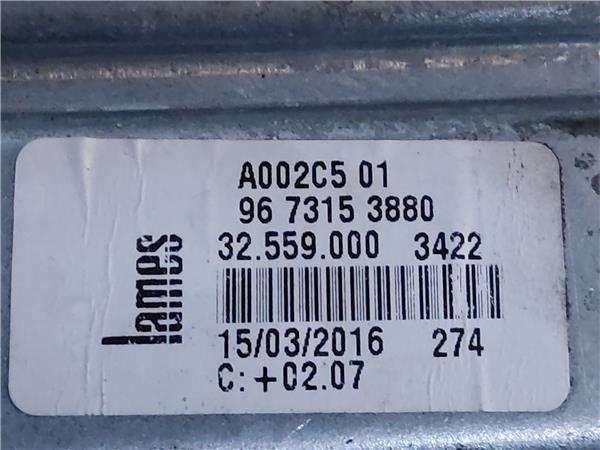 lames
A002C5 01
96 7315 3880
32.559.000 3422
15/03/2016 274
C: +02.07